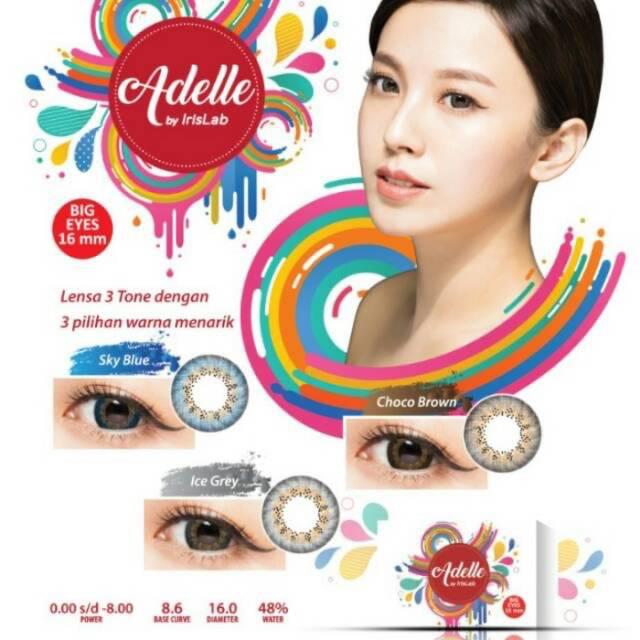 Adelle
by IrisLab
BIG
EYES
16 mm
Lensa 3 Tone dengan
3 pilihan warna menarik
Sky Blue
Choco Brown
Ice Grey
Adelle
by IrisLab
BIG
EYES
16 mm
0.00 s/d -8.00
POWER
8.6
BASE CURVE
16.0
DIAMETER
48%
WATER